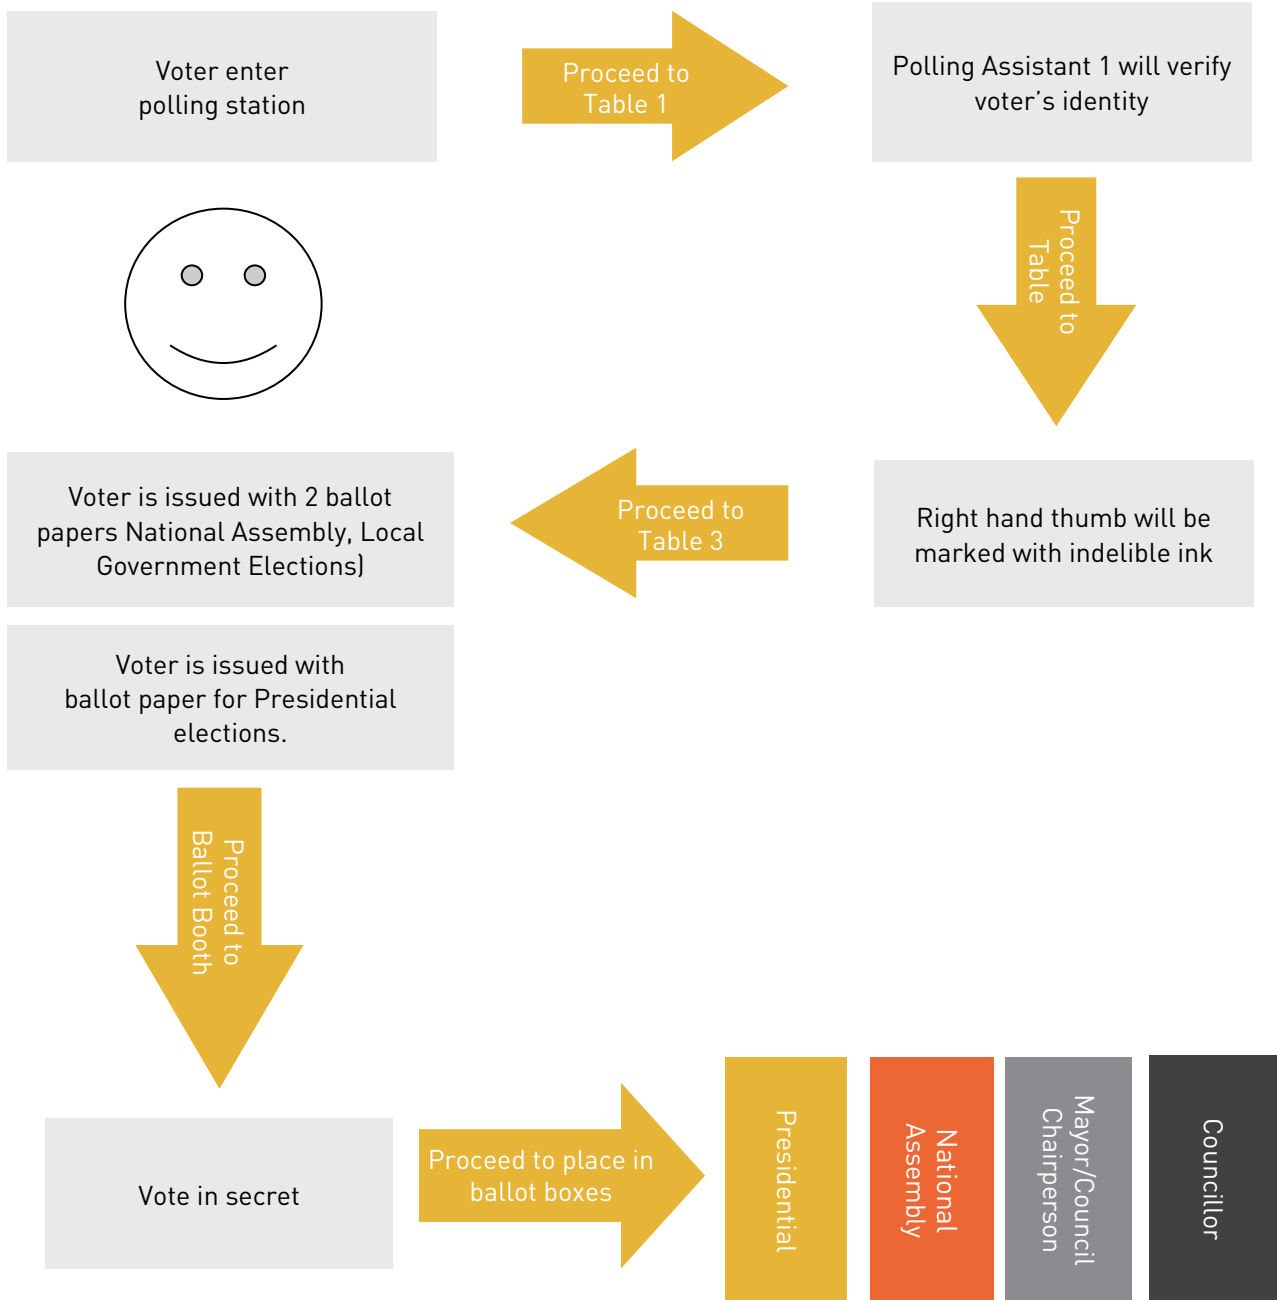 Voter enter
polling station
Proceed to
Table 1
Polling Assistant 1 will verify
voter's identity
Proceed to
Table
Right hand thumb will be
marked with indelible ink
Proceed to
Table 3
Voter is issued with 2 ballot
papers National Assembly, Local
Government Elections)
Voter is issued with
ballot paper for Presidential
elections.
Proceed to
Ballot Booth
Vote in secret
Proceed to place in
ballot boxes
Presidential
National
Assembly
Mayor/Council
Chairperson
Councillor